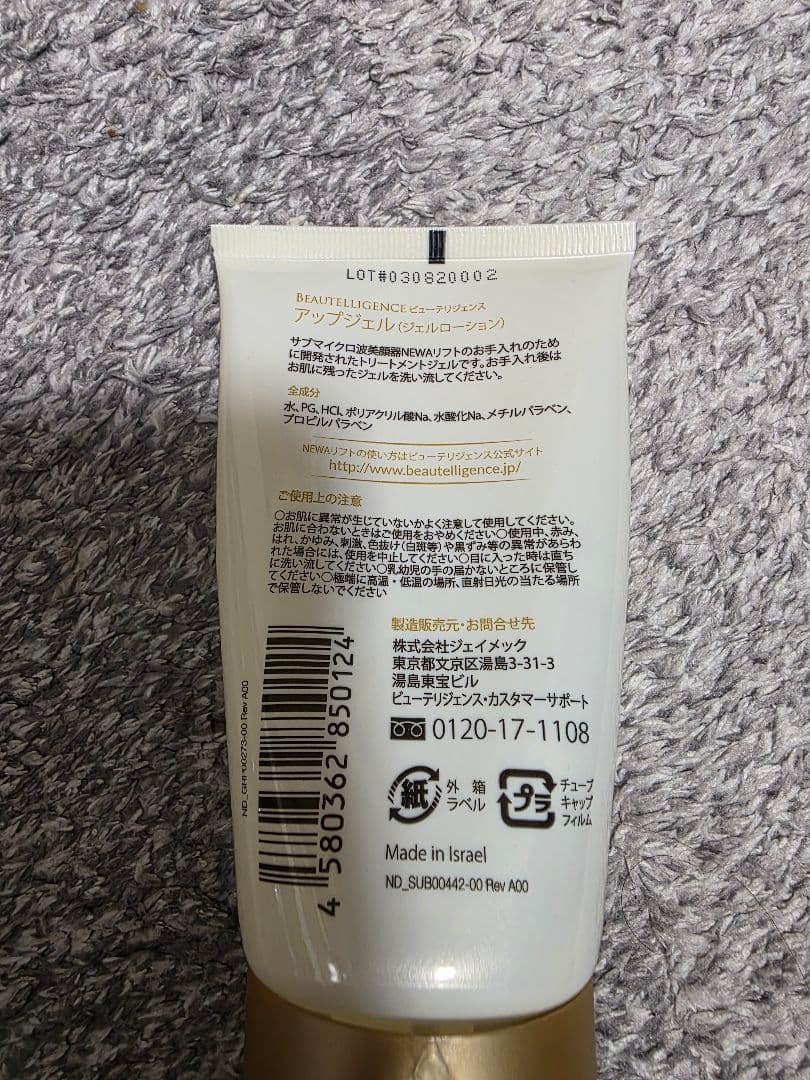 LOT#030820002
BEAUTELLIGENCE ビューテリジェンス
アップジェル(ジェルローション)
サブマイクロ波美顔器NEWAリフトのお手入れのため
に開発されたトリートメントジェルです。お手入れ後は
お肌に残ったジェルを洗い流してください。
全成分
水、PG、HCl、ポリアクリル酸Na、水酸化Na、メチルパラベン、
プロピルパラベン
NEWAリフトの使い方はビューテリジェンス公式サイト
http://www.beautelligence.jp/
ご使用上の注意
○お肌に異常が生じていないかよく注意して使用してください。
お肌に合わないときはご使用をおやめください○使用中、赤み、
はれ、かゆみ、刺激、色抜け(白斑等)や黒ずみ等の異常があらわ
れた場合には、使用を中止してください○目に入った時は直ち
に洗い流してください○乳幼児の手の届かないところに保管し
てください○極端に高温・低温の場所、直射日光の当たる場所
で保管しないでください
製造販売元・お問合せ先
株式会社ジェイメック
東京都文京区湯島3-31-3
湯島東宝ビル
ビューテリジェンス・カスタマーサポート
0120-17-1108
紙
外 箱
ラベル
プラ
チューブ
キャップ
フィルム
Made in Israel
ND_SUB00442-00 Rev A00
4 580362 850124
ND_GRP00273-00 Rev A00